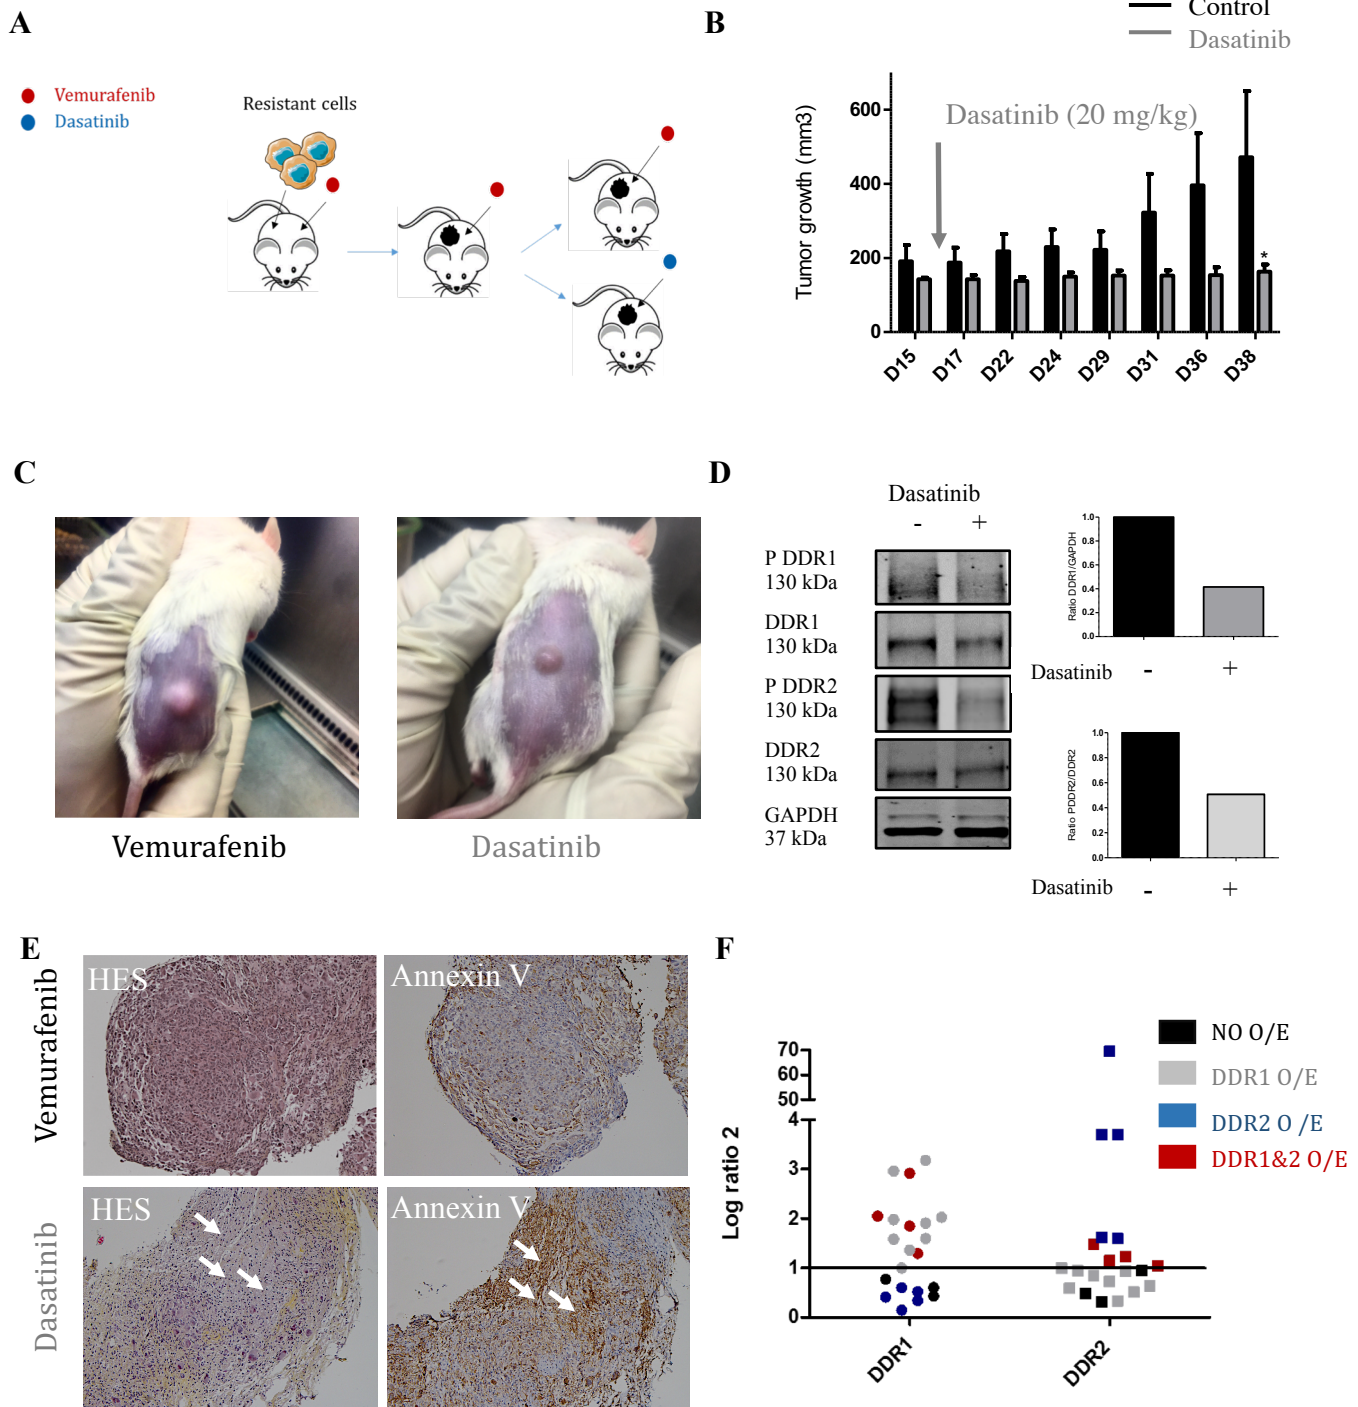 A
Vemurafenib
Dasatinib
Resistant cells
B
Control
Dasatinib
Dasatinib (20 mg/kg)
Tumor growth (mm3)
600
400
200
0
D15
D17
D22
D24
D29
D31
D36
D38
*
C
Vemurafenib
Dasatinib
D
Dasatinib
- +
P DDR1
130 kDa
DDR1
130 kDa
P DDR2
130 kDa
DDR2
130 kDa
GAPDH
37 kDa
Ratio DDR1/GAPDH
1.0
0.8
0.6
0.4
0.2
0.0
Dasatinib - +
Ratio PDDR2/DDR2
1.0
0.8
0.6
0.4
0.2
0.0
Dasatinib - +
E
Vemurafenib
HES
Annexin V
Dasatinib
HES
Annexin V
F
Log ratio 2
70
60
50
4
3
2
1
0
DDR1
DDR2
NO O/E
DDR1 O/E
DDR2 O /E
DDR1&2 O/E